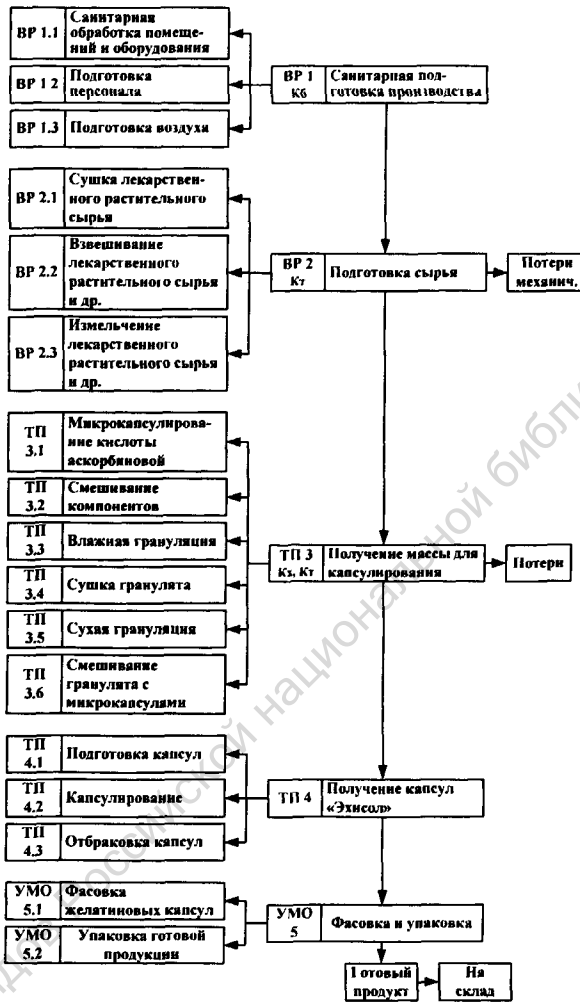 ВР 1.1 Санитарная
обработка помеще-
ний и оборудования
ВР 1 2 Подготовка
персонала
ВР 1.3 Подготовка воздуха
ВР 1
Кб
Санитарная под-
готовка производства
ВР 2.1 Сушка лекарствен-
ного растительного
сырья
ВР 2.2 Взвешивание
лекарственного
растительного сырья
и др.
ВР 2.3 Измельчение
лекарственного
растительного сырья
и др.
ВР 2
Кт
Подготовка сырья
Потери
механич.
ТП
3.1
Микрокапсулирова-
ние кислоты
аскорбиновой
ТП
3.2
Смешивание
компонентов
ТП
3.3
Влажная грануляция
ТП
3.4
Сушка гранулята
ТП
3.5
Сухая грануляция
ТП
3.6
Смешивание
гранулята с
микрокапсулами
ТП 3
Кх, Кт
Получение массы для
капсулирования
Потери
ТП
4.1
Подготовка капсул
ТП
4.2
Капсулирование
ТП
4.3
Отбраковка капсул
ТП 4
Получение капсул
«Эхисол»
УМО
5.1
Фасовка
желатиновых капсул
УМО
5.2
Упаковка готовой
продукции
УМО
5
Фасовка и упаковка
Готовый
продукт
На
склад
российской национальной библи